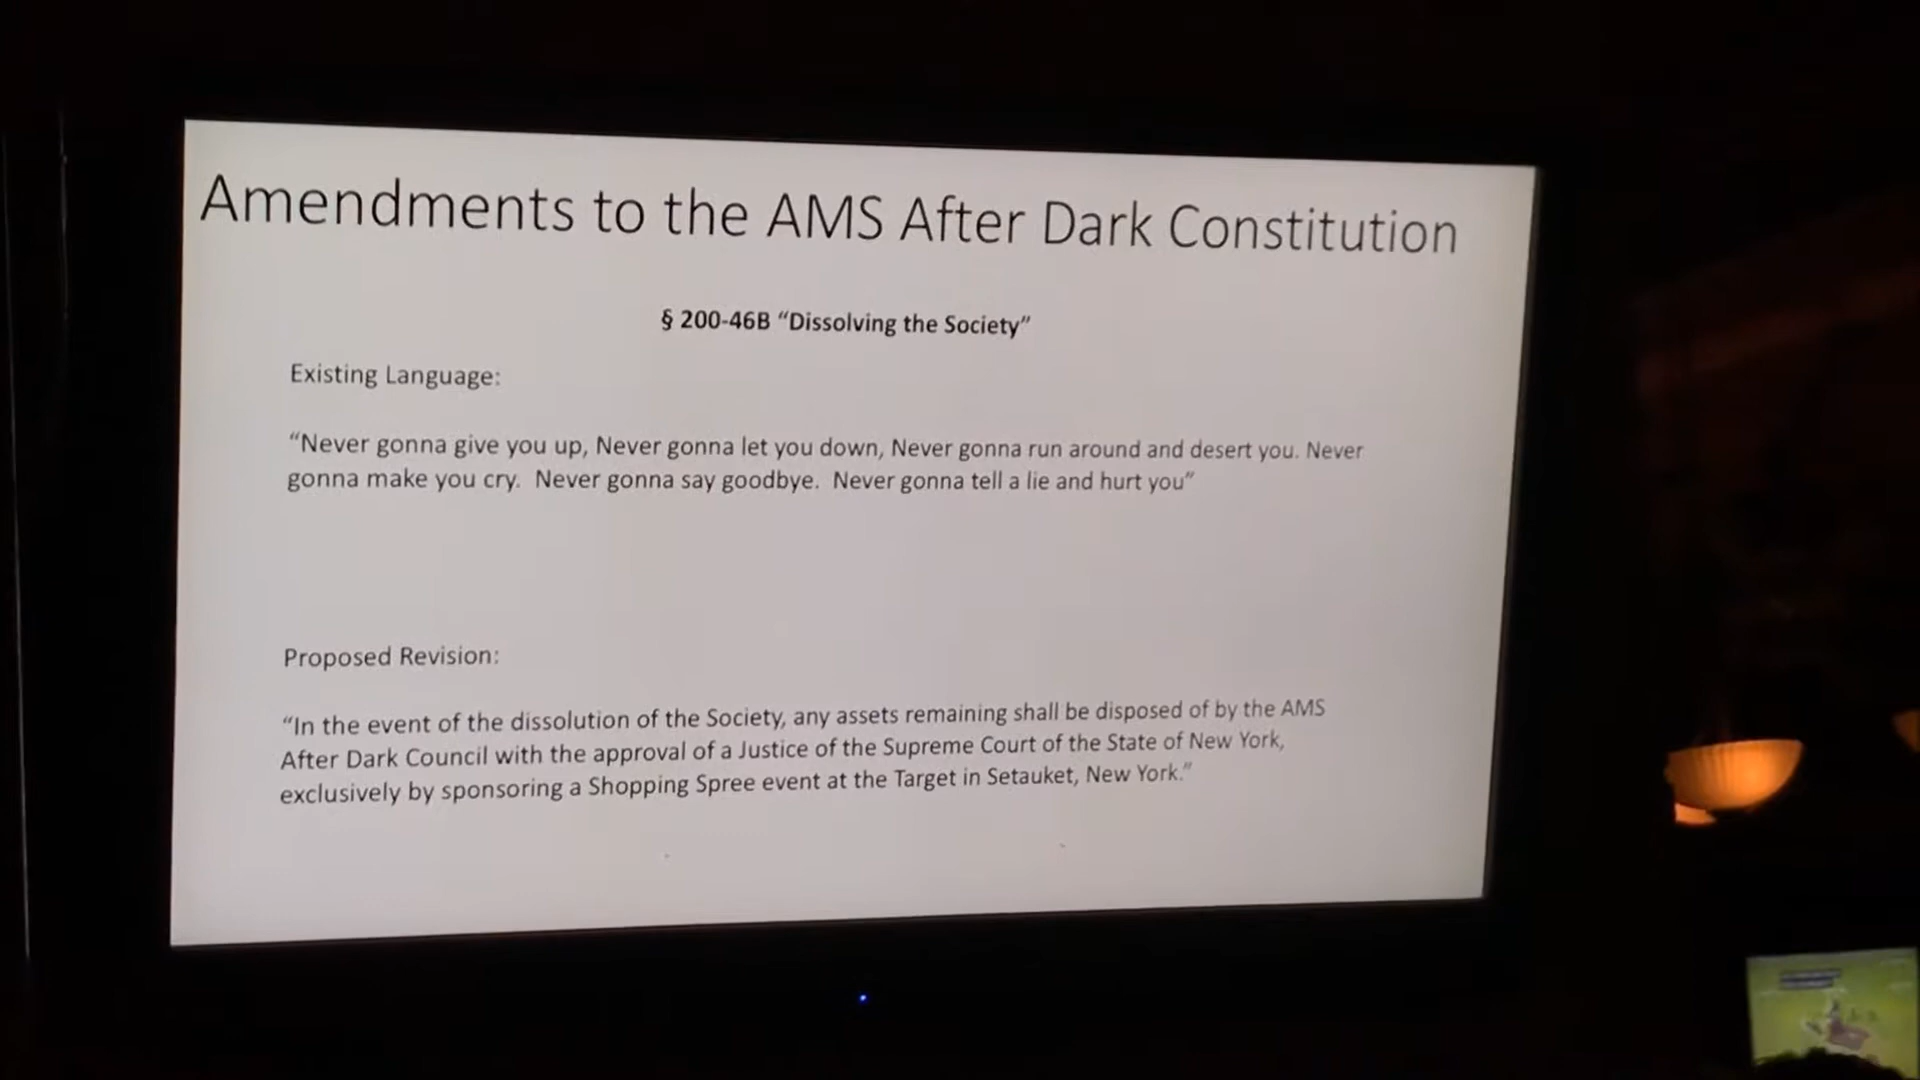 Amendments to the AMS After Dark Constitution
§ 200-46B “Dissolving the Society”
Existing Language:
“Never gonna give you up, Never gonna let you down, Never gonna run around and desert you. Never
gonna make you cry.  Never gonna say goodbye.  Never gonna tell a lie and hurt you”
Proposed Revision:
“In the event of the dissolution of the Society, any assets remaining shall be disposed of by the AMS
After Dark Council with the approval of a Justice of the Supreme Court of the State of New York,
exclusively by sponsoring a Shopping Spree event at the Target in Setauket, New York.”